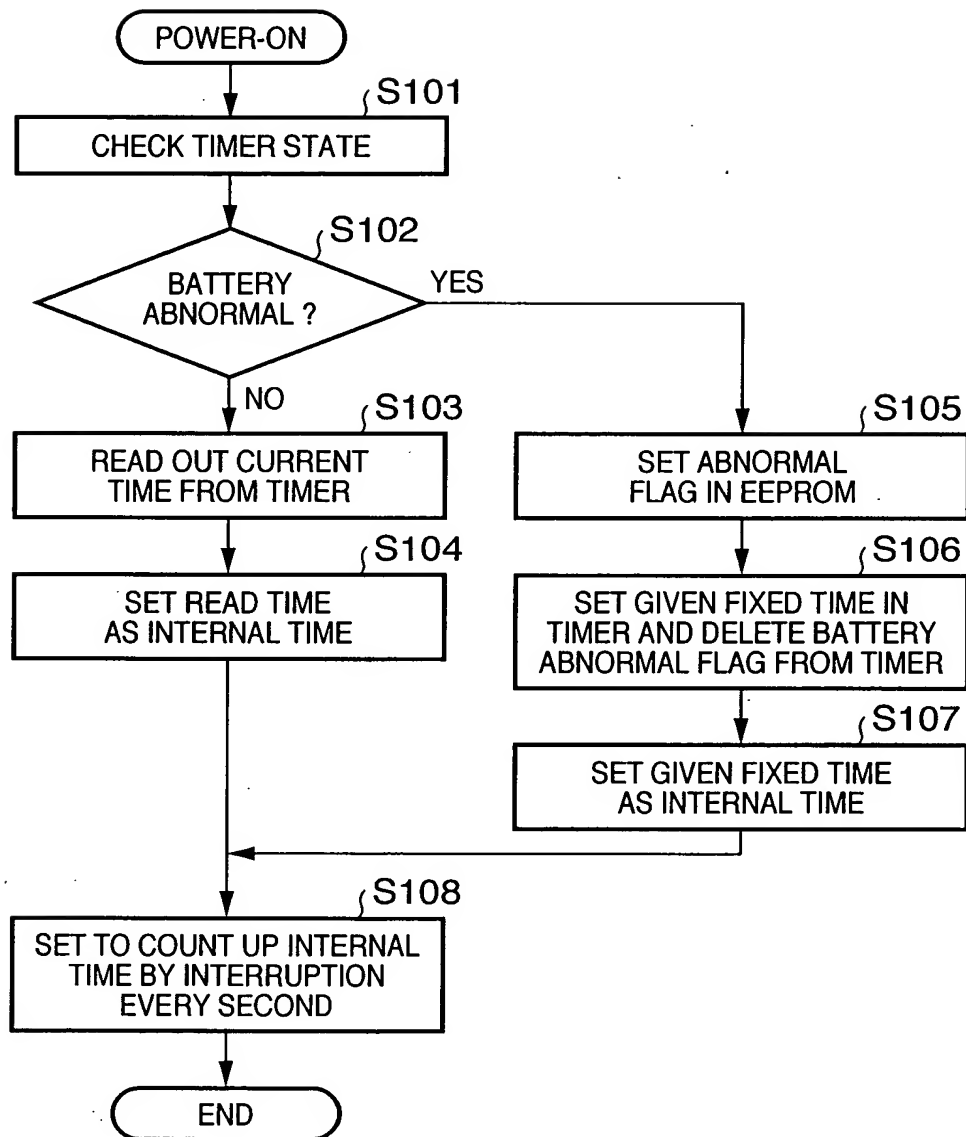 POWER-ON
S101
CHECK TIMER STATE
S102
BATTERY
ABNORMAL ?
YES
NO
S103
READ OUT CURRENT
TIME FROM TIMER
S104
SET READ TIME
AS INTERNAL TIME
S105
SET ABNORMAL
FLAG IN EEPROM
S106
SET GIVEN FIXED TIME IN
TIMER AND DELETE BATTERY
ABNORMAL FLAG FROM TIMER
S107
SET GIVEN FIXED TIME
AS INTERNAL TIME
S108
SET TO COUNT UP INTERNAL
TIME BY INTERRUPTION
EVERY SECOND
END